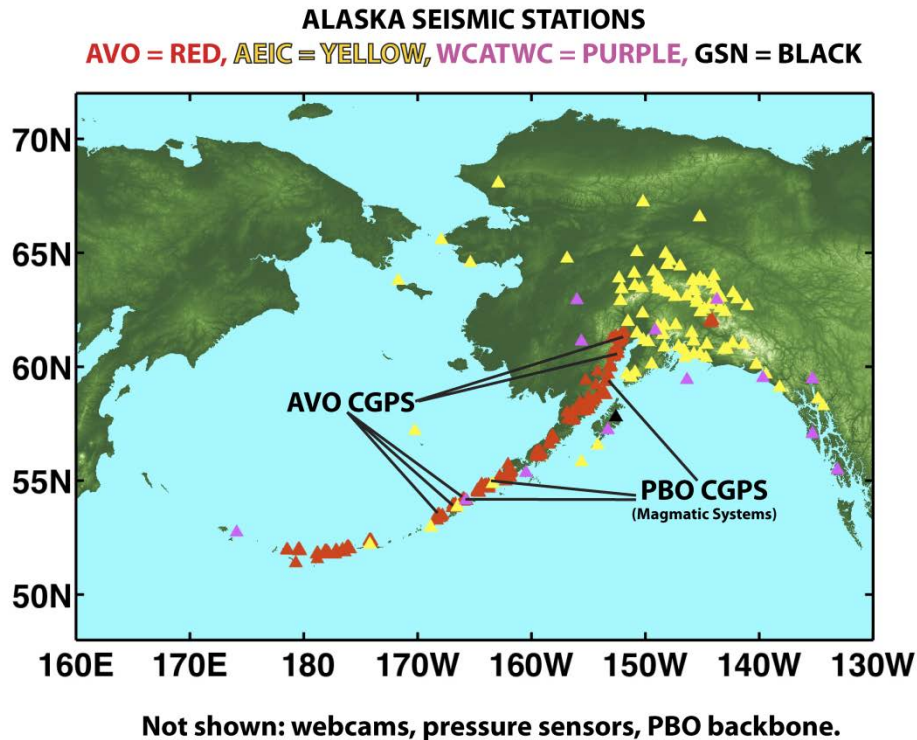 ALASKA SEISMIC STATIONS
AVO = RED, AEIC = YELLOW, WCATWC = PURPLE, GSN = BLACK
70N
65N
60N
AVO CGPS
55N
PBO CGPS
(Magmatic Systems)
50N
160E 170E 180 170W 160W 150W 140W 130W
Not shown: webcams, pressure sensors, PBO backbone.